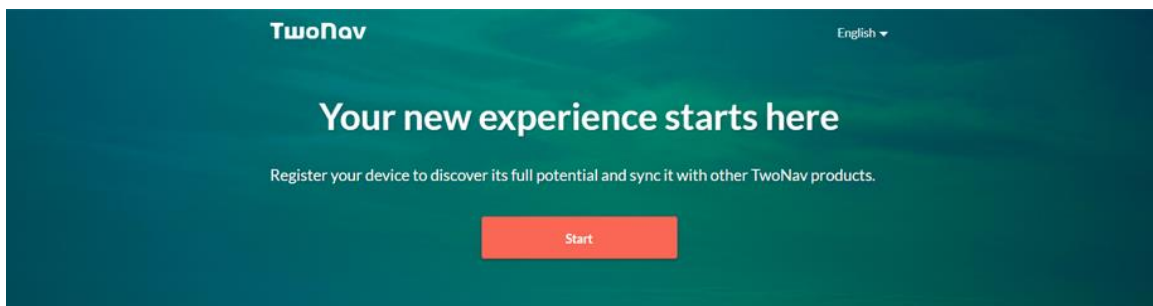 TwoNav
English
Your new experience starts here
Register your device to discover its full potential and sync it with other TwoNav products.
Start